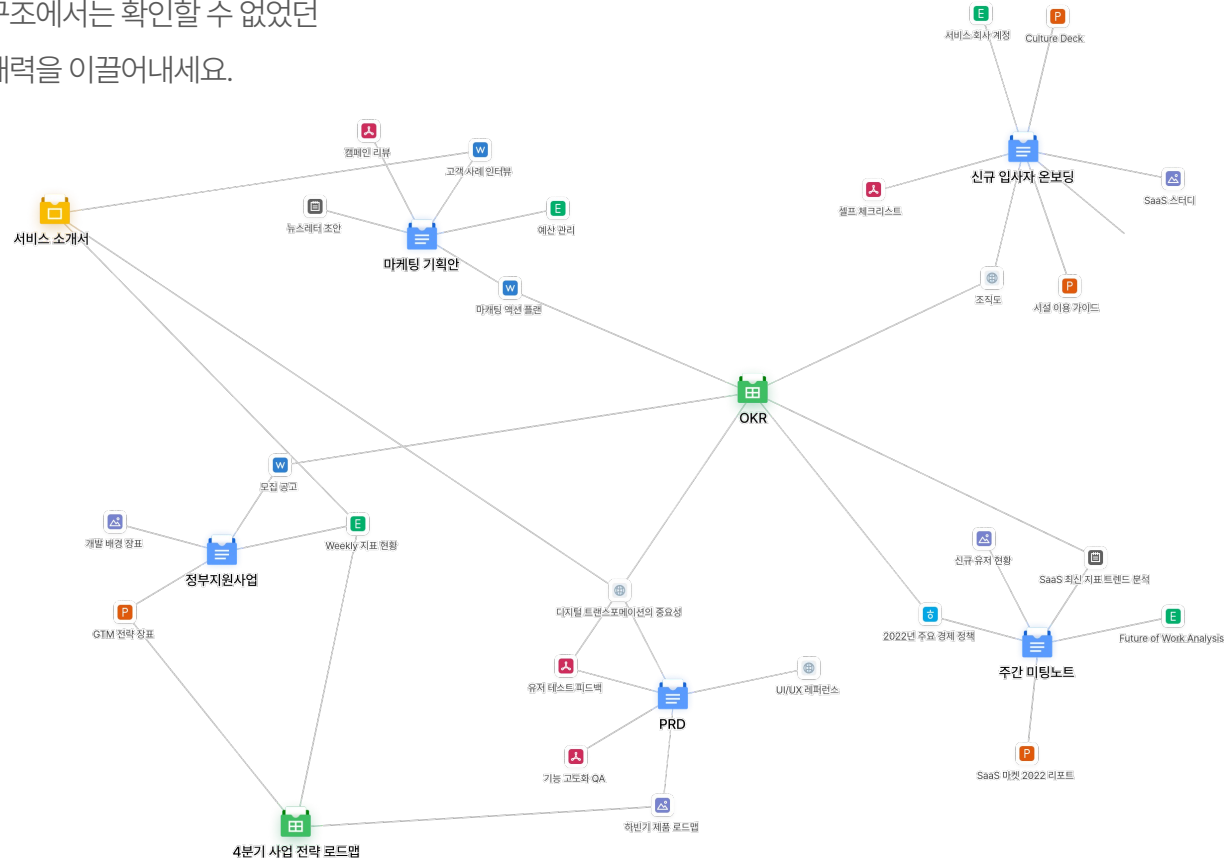 구조에서는 확인할 수 없었던
을 이끌어내세요.
서비스 회사 계정
Culture Deck
캠페인 리뷰
고객 사례 인터뷰
신규 입사자 온보딩
SaaS 스터디
셀프 체크리스트
서비스 소개서
뉴스레터 초안
예산 관리
마케팅 기획안
조직도
시설 이용 가이드
마캐팅 액션 플랜
OKR
모집 공고
개발 배경 장표
Weekly 지표 현황
정부지원사업
신규 유저 현황
SaaS 최신 지표 트렌드 분석
디지털 트랜스포메이션의 중요성
GTM 전략 장표
2022년 주요 경제 정책
Future of Work Analysis
주간 미팅노트
유저 테스트 피드백
UI/UX 레퍼런스
PRD
기능 고도화 QA
SaaS 마켓 2022 리포트
하반기 제품 로드맵
4분기 사업 전략 로드맵